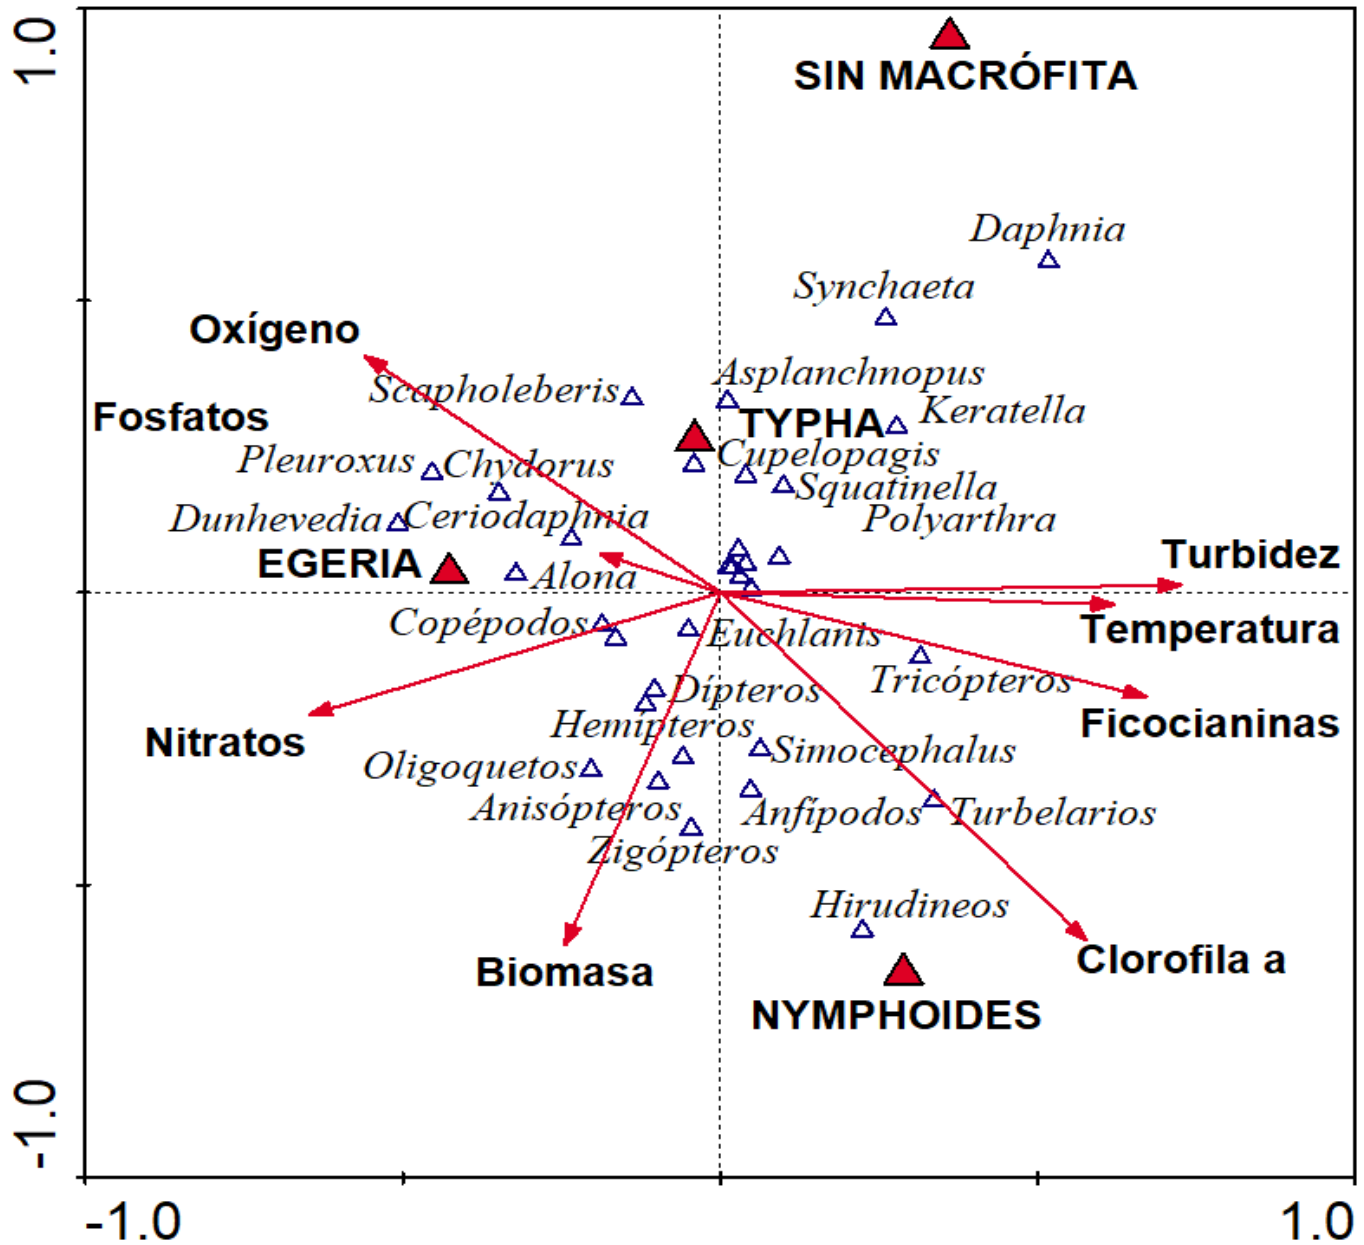 1.0
SIN MACRÓFITA
Daphnia
Synchaeta
Oxígeno
Asplanchnopus
Scapholeberis
Fosfatos
TYPHA
Keratella
Pleuroxus
Chydorus
Cupelopagis
Squatinella
Dunhevedia
Ceriodaphnia
Polyarthra
EGERIA
Alona
Turbidez
Copépodos
Euchlanis
Temperatura
Tricópteros
Dípteros
Hemípteros
Ficocianinas
Nitratos
Oligoquetos
Simocephalus
Anisópteros
Anfípodos
Turbelarios
Zigópteros
Hirudineos
Biomasa
Clorofila a
NYMPHOIDES
-1.0
-1.0
1.0